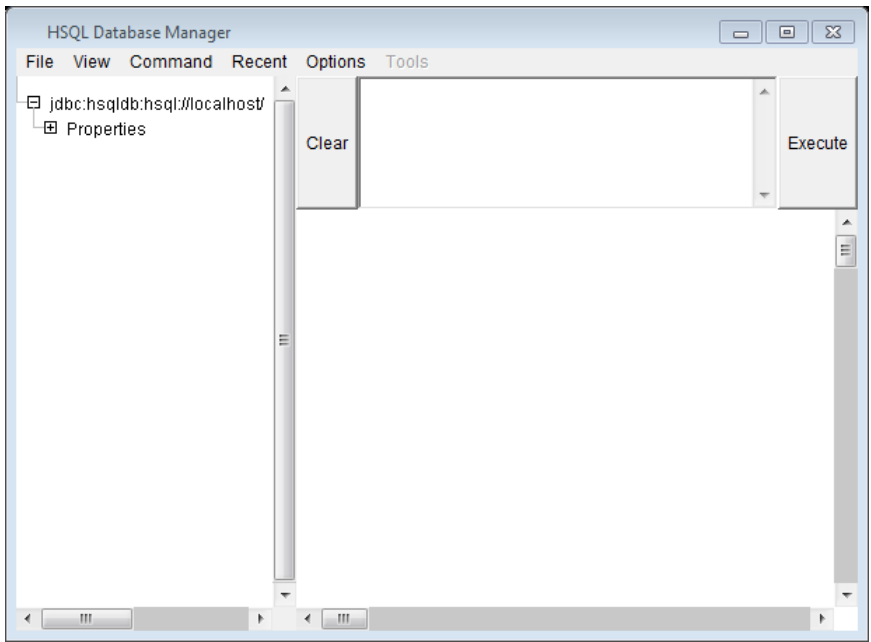 HSQL Database Manager
File View Command Recent Options Tools
jdbc:hsqldb:hsql://localhost/
Properties
Clear
Execute